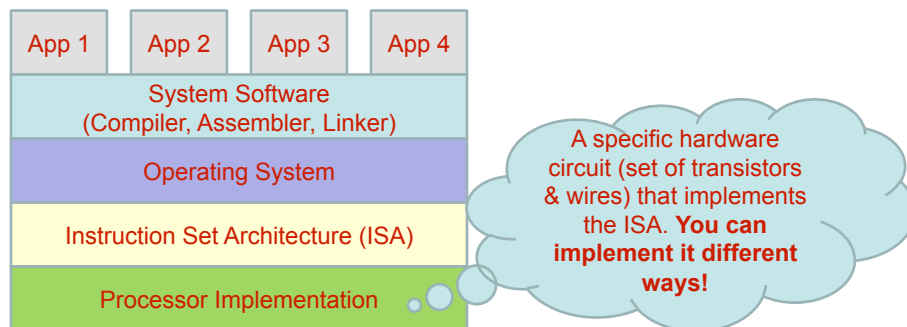 App 1 App 2 App 3 App 4
System Software
(Compiler, Assembler, Linker)
Operating System
Instruction Set Architecture (ISA)
Processor Implementation
A specific hardware
circuit (set of transistors
& wires) that implements
the ISA. You can
implement it different
ways!